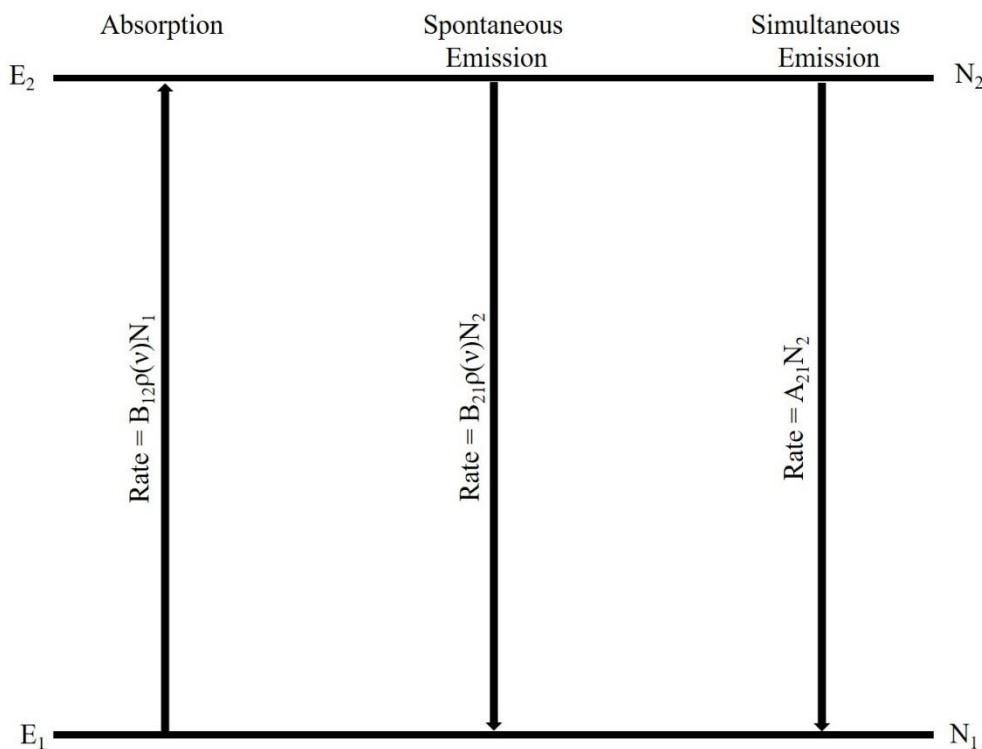 Absorption
Spontaneous
Emission
Simultaneous
Emission
E₂
N₂
Rate = B₁₂ρ(ν)N₁
Rate = B₂₁ρ(ν)N₂
Rate = A₂₁N₂
E₁
N₁